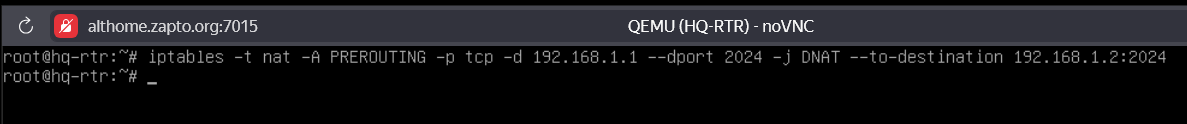 althome.zapto.org:7015 QEMU (HQ-RTR) - noVNC
root@hq-rtr:~# iptables -t nat -A PREROUTING -p tcp -d 192.168.1.1 --dport 2024 -j DNAT --to-destination 192.168.1.2:2024
root@hq-rtr:~# _